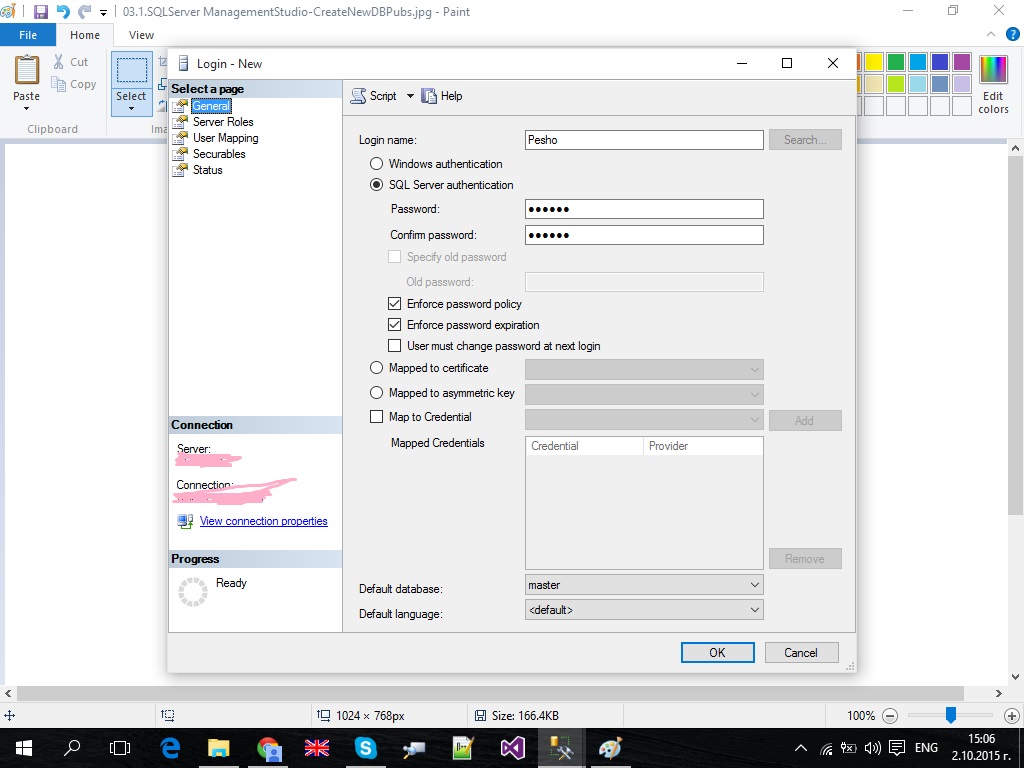 03.1.SQLServer ManagementStudio-CreateNewDBPubs.jpg - Paint
File Home View
Cut
Copy
Paste
Select
Edit colors
Clipboard
Ima
Login - New
Select a page
General
Server Roles
User Mapping
Securables
Status
Connection
Server:
Connection:
View connection properties
Progress
Ready
Script Help
Login name: Pesho Search...
Windows authentication
SQL Server authentication
Password: ●●●●●●
Confirm password: ●●●●●●
Specify old password
Old password:
Enforce password policy
Enforce password expiration
User must change password at next login
Mapped to certificate
Mapped to asymmetric key
Map to Credential Add
Mapped Credentials Credential Provider
Remove
Default database: master
Default language: <default>
OK Cancel
1024 × 768px Size: 166.4KB 100%
ENG 15:06
2.10.2015 г.